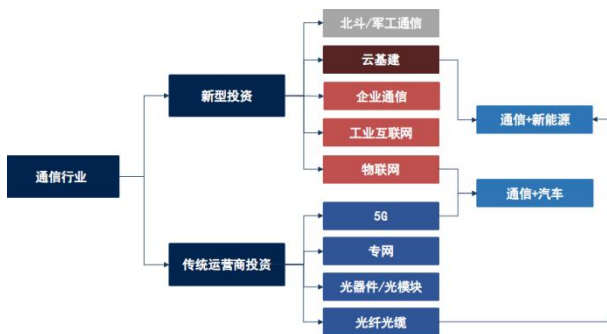 北斗/军工通信
云基建
新型投资
企业通信
通信+新能源
工业互联网
通信行业
物联网
通信+汽车
5G
专网
传统运营商投资
光器件/光模块
光纤光缆